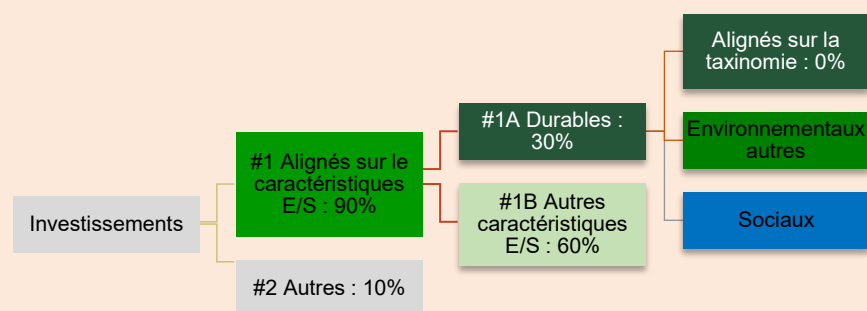 Investissements
#1 Alignés sur le
caractéristiques
E/S : 90%
#2 Autres : 10%
#1A Durables :
30%
#1B Autres
caractéristiques
E/S : 60%
Alignés sur la
taxinomie : 0%
Environnementaux
autres
Sociaux